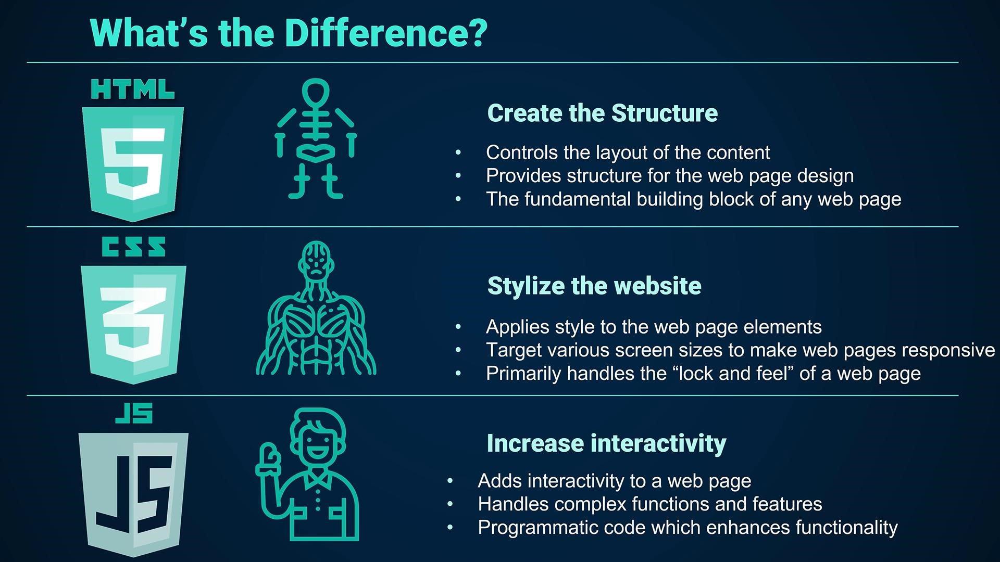 What’s the Difference?
HTML
5
Create the Structure
• Controls the layout of the content
• Provides structure for the web page design
• The fundamental building block of any web page
CSS
3
Stylize the website
• Applies style to the web page elements
• Target various screen sizes to make web pages responsive
• Primarily handles the “lock and feel” of a web page
JS
JS
Increase interactivity
• Adds interactivity to a web page
• Handles complex functions and features
• Programmatic code which enhances functionality